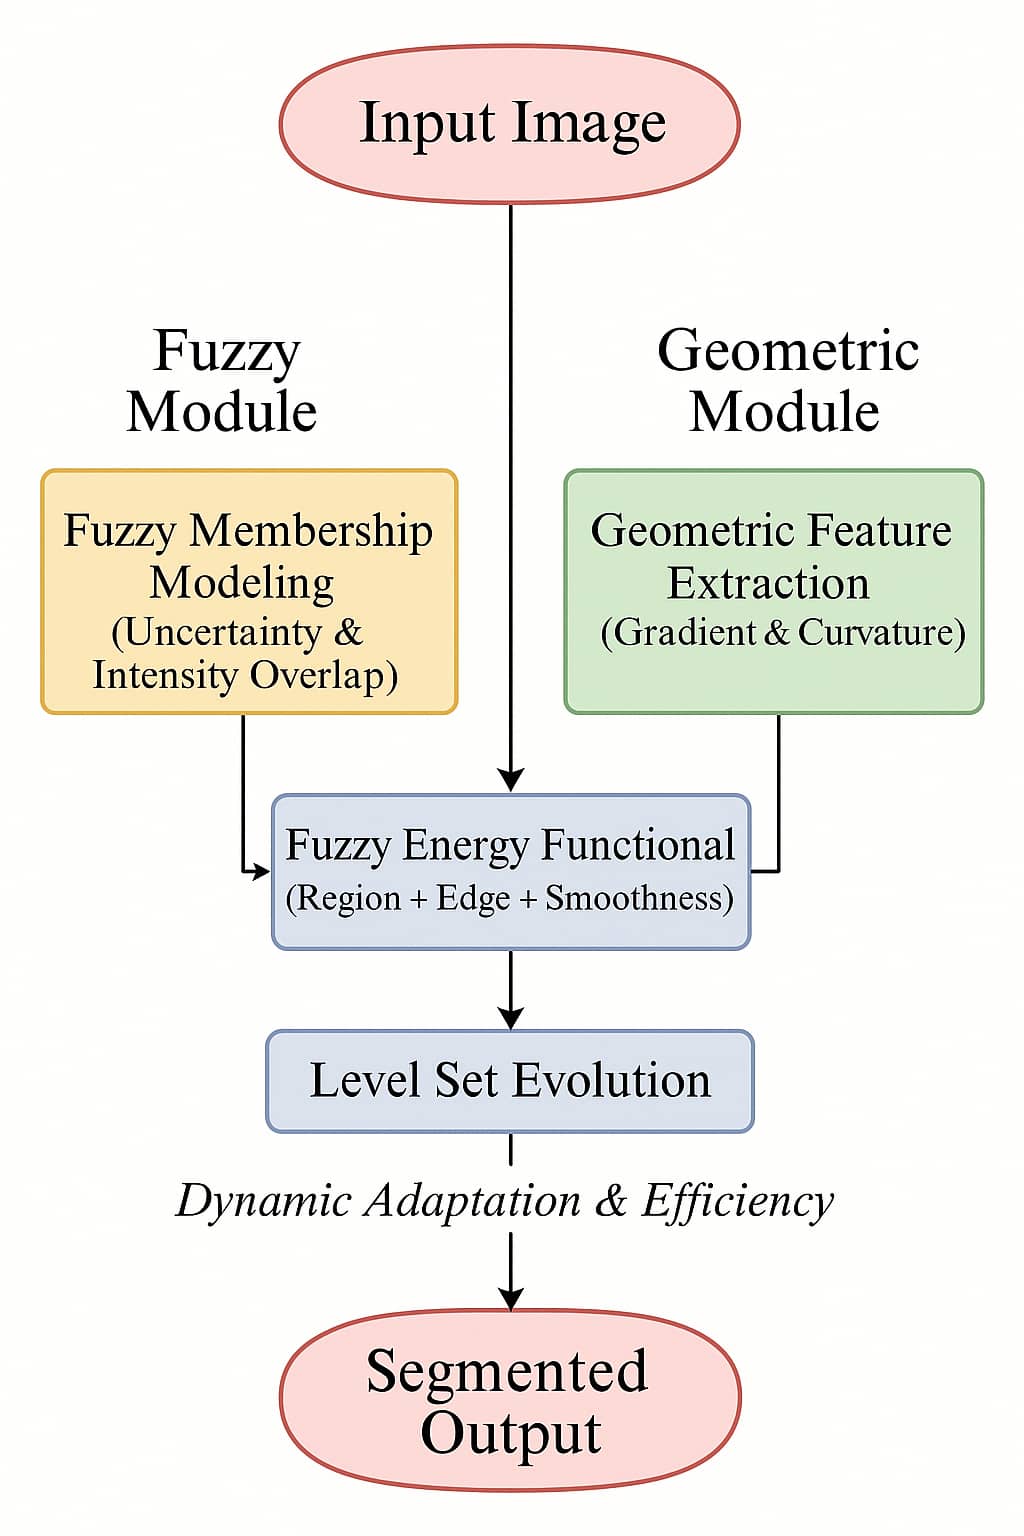 Input Image
Fuzzy
Module
Geometric
Module
Fuzzy Membership
Modeling
(Uncertainty &
Intensity Overlap)
Geometric Feature
Extraction
(Gradient & Curvature)
Fuzzy Energy Functional
(Region + Edge + Smoothness)
Level Set Evolution
Dynamic Adaptation & Efficiency
Segmented
Output